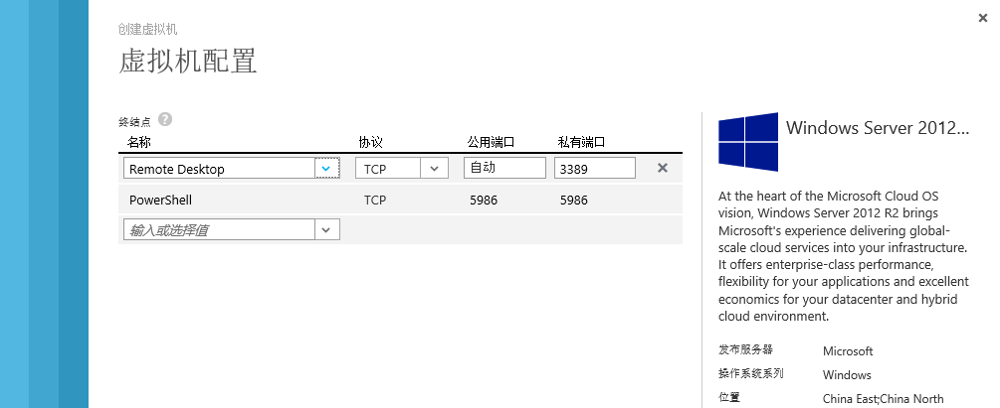 创建虚拟机
虚拟机配置
终结点 ?
名称 协议 公用端口 私有端口
Remote Desktop TCP 自动 3389
PowerShell TCP 5986 5986
输入或选择值
Windows Server 2012...
At the heart of the Microsoft Cloud OS
vision, Windows Server 2012 R2 brings
Microsoft's experience delivering global-
scale cloud services into your infrastructure.
It offers enterprise-class performance,
flexibility for your applications and excellent
economics for your datacenter and hybrid
cloud environment.
发布服务器 Microsoft
操作系统系列 Windows
位置 China East;China North